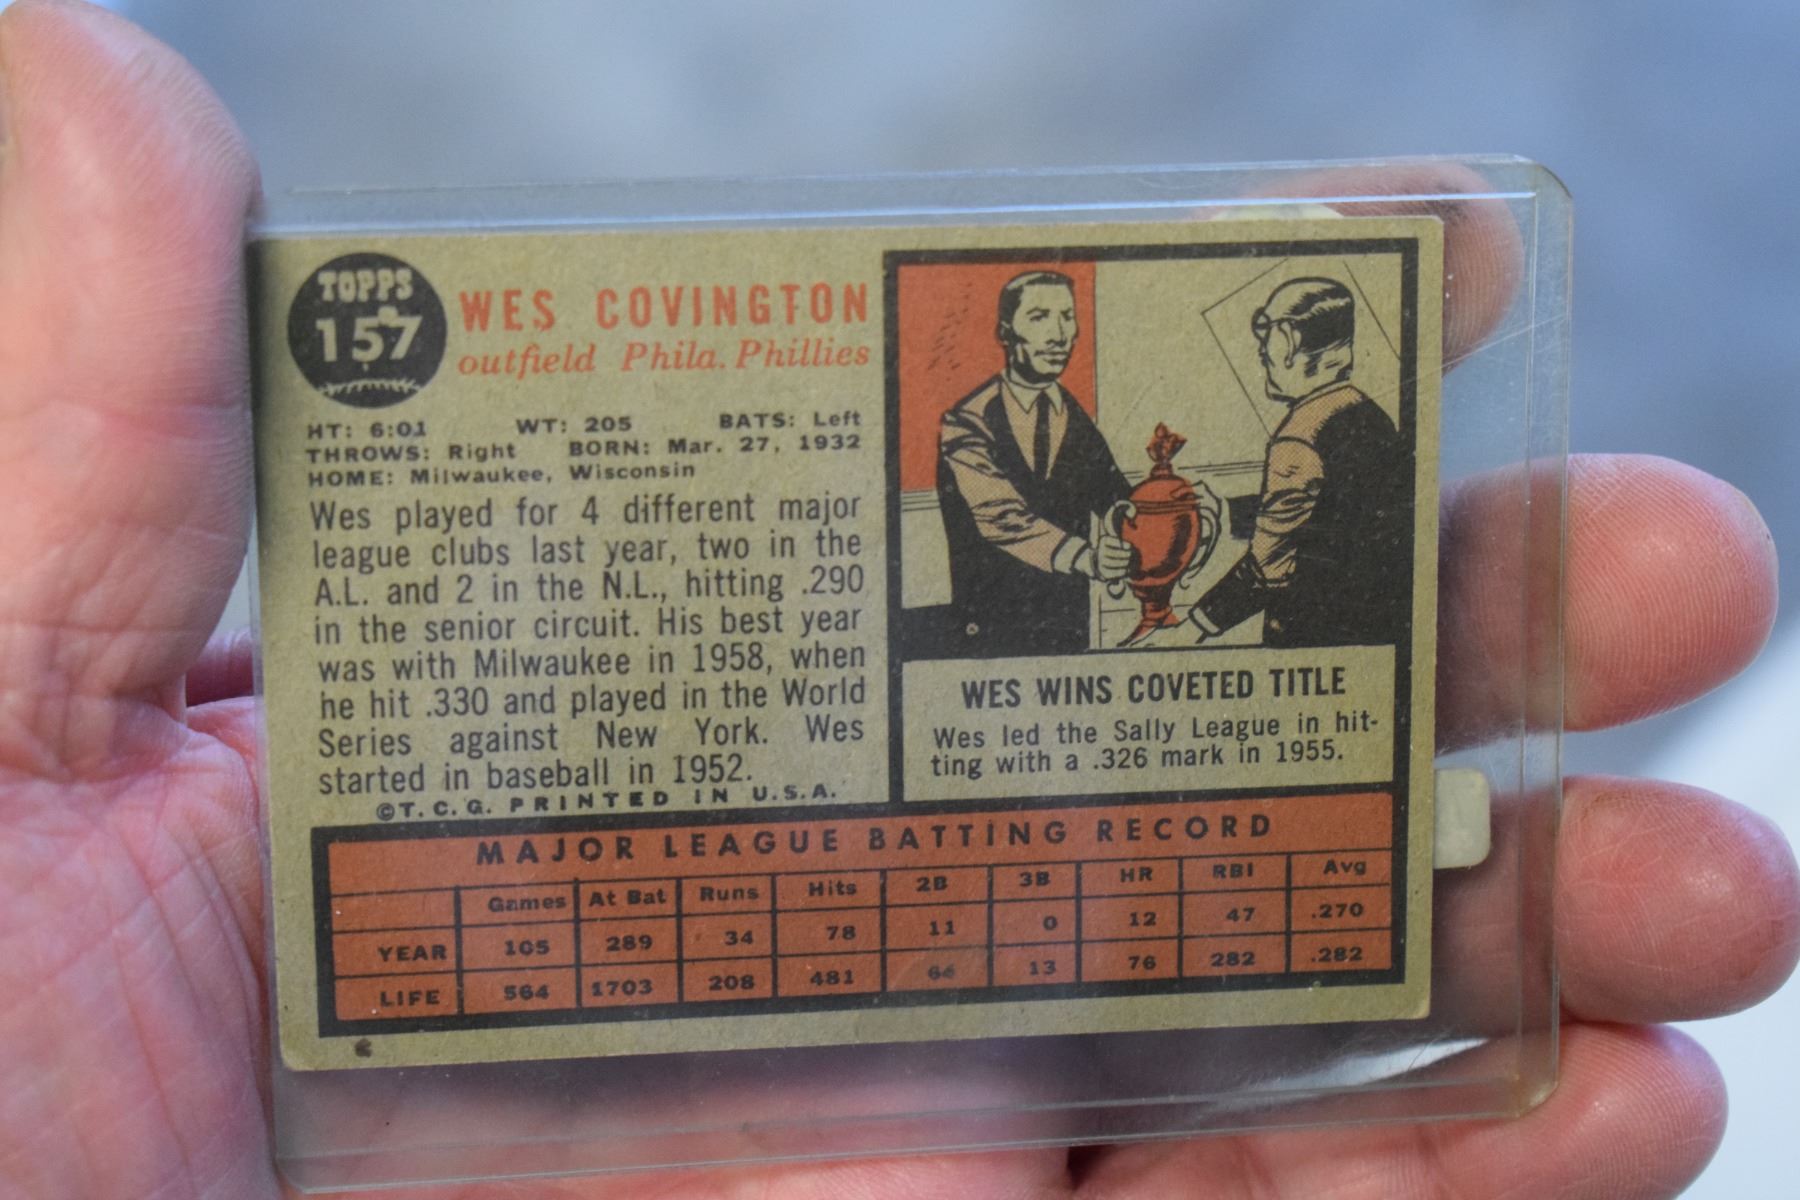 TOPPS
157
WES COVINGTON
outfield Phila. Phillies
HT: 6:01 WT: 205 BATS: Left
THROWS: Right BORN: Mar. 27, 1932
HOME: Milwaukee, Wisconsin
Wes played for 4 different major
league clubs last year, two in the
A.L. and 2 in the N.L., hitting .290
in the senior circuit. His best year
was with Milwaukee in 1958, when
he hit .330 and played in the World
Series against New York. Wes
started in baseball in 1952.
©T.C.G. PRINTED IN U.S.A.
WES WINS COVETED TITLE
Wes led the Sally League in hit-
ting with a .326 mark in 1955.
MAJOR LEAGUE BATTING RECORD
Games At Bat Runs Hits 2B 3B HR RBI Avg
YEAR 105 289 34 78 11 0 12 47 .270
LIFE 564 1703 208 481 64 13 76 282 .282